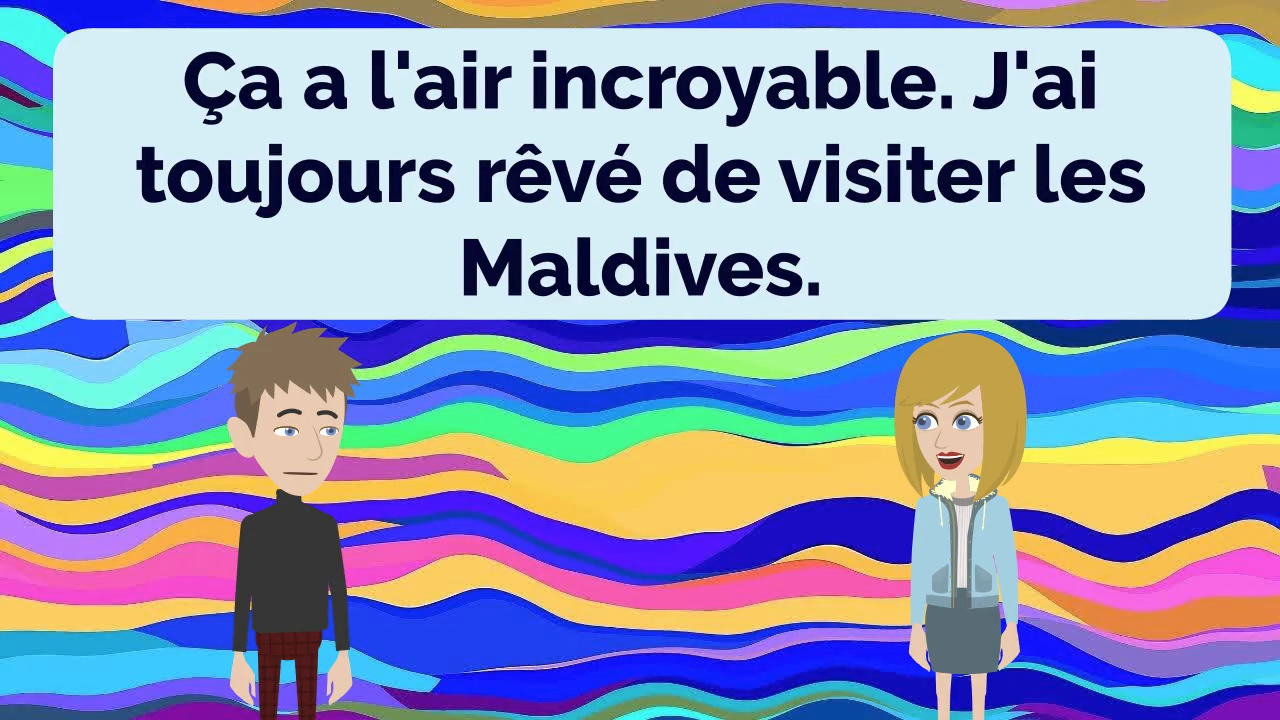 Ça a l'air incroyable. J'ai
toujours rêvé de visiter les
Maldives.